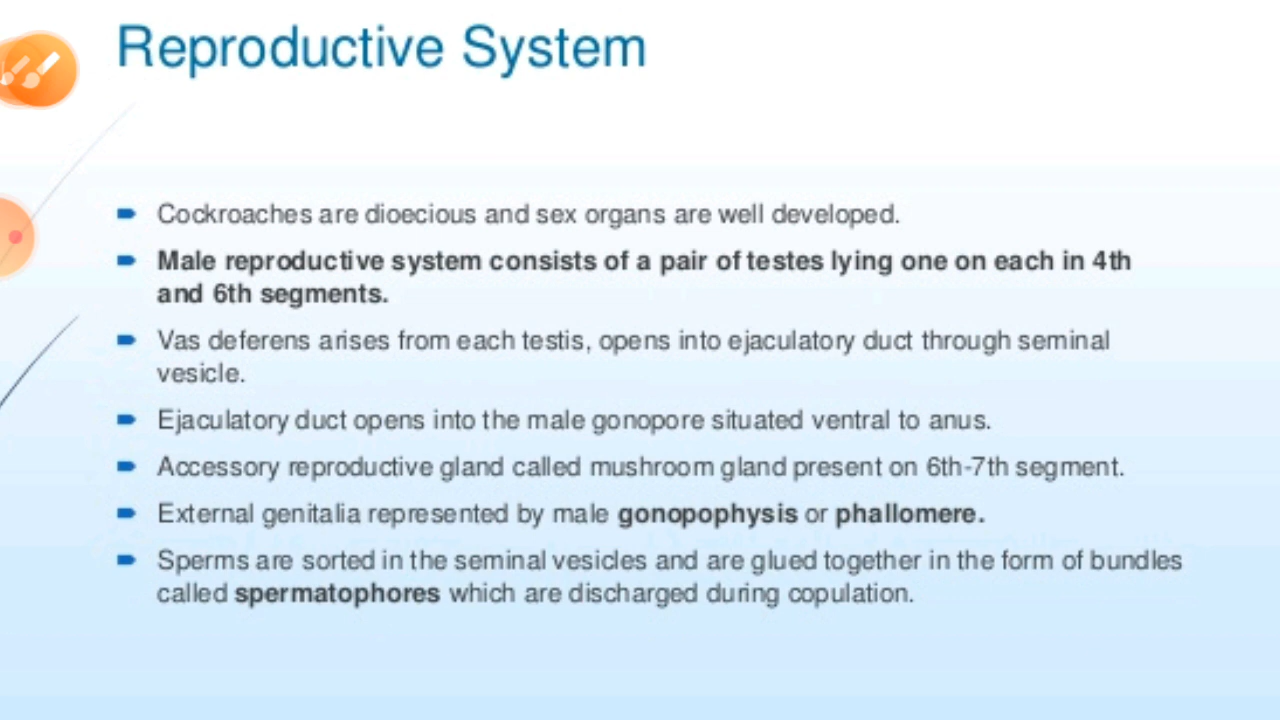 Reproductive System
Cockroaches are dioecious and sex organs are well developed.
Male reproductive system consists of a pair of testes lying one on each in 4th
and 6th segments.
Vas deferens arises from each testis, opens into ejaculatory duct through seminal
vesicle.
Ejaculatory duct opens into the male gonopore situated ventral to anus.
Accessory reproductive gland called mushroom gland present on 6th-7th segment.
External genitalia represented by male gonopophysis or phallomere.
Sperms are sorted in the seminal vesicles and are glued together in the form of bundles
called spermatophores which are discharged during copulation.